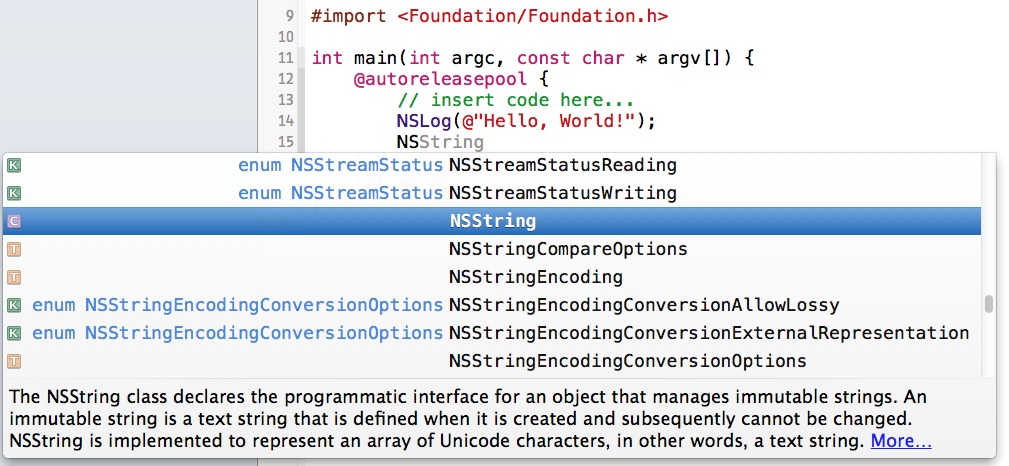 9 #import <Foundation/Foundation.h>
10
11 int main(int argc, const char * argv[]) {
12 @autoreleasepool {
13 // insert code here...
14 NSLog(@"Hello, World!");
15 NSString
K enum NSStreamStatus NSStreamStatusReading
K enum NSStreamStatus NSStreamStatusWriting
C NSString
T NSStringCompareOptions
T NSStringEncoding
K enum NSStringEncodingConversionOptions NSStringEncodingConversionAllowLossy
K enum NSStringEncodingConversionOptions NSStringEncodingConversionExternalRepresentation
T NSStringEncodingConversionOptions
The NSString class declares the programmatic interface for an object that manages immutable strings. An
immutable string is a text string that is defined when it is created and subsequently cannot be changed.
NSString is implemented to represent an array of Unicode characters, in other words, a text string. More...